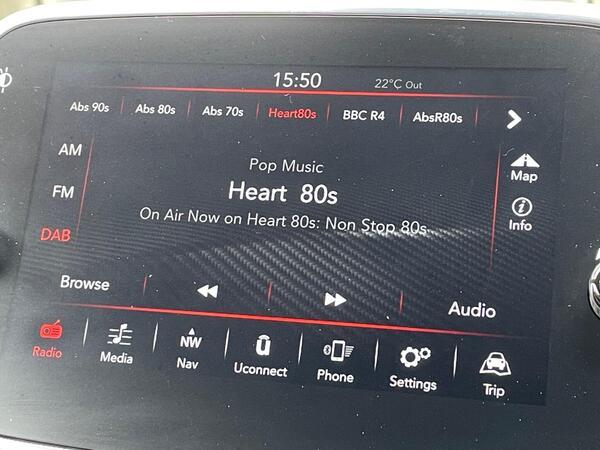 15:50 22°C Out
Abs 90s Abs 80s Abs 70s Heart80s BBC R4 AbsR80s
AM
Pop Music
Map
FM
Heart 80s
On Air Now on Heart 80s: Non Stop 80s
Info
DAB
Browse Audio
Radio Media NW Nav Uconnect Phone Settings Trip